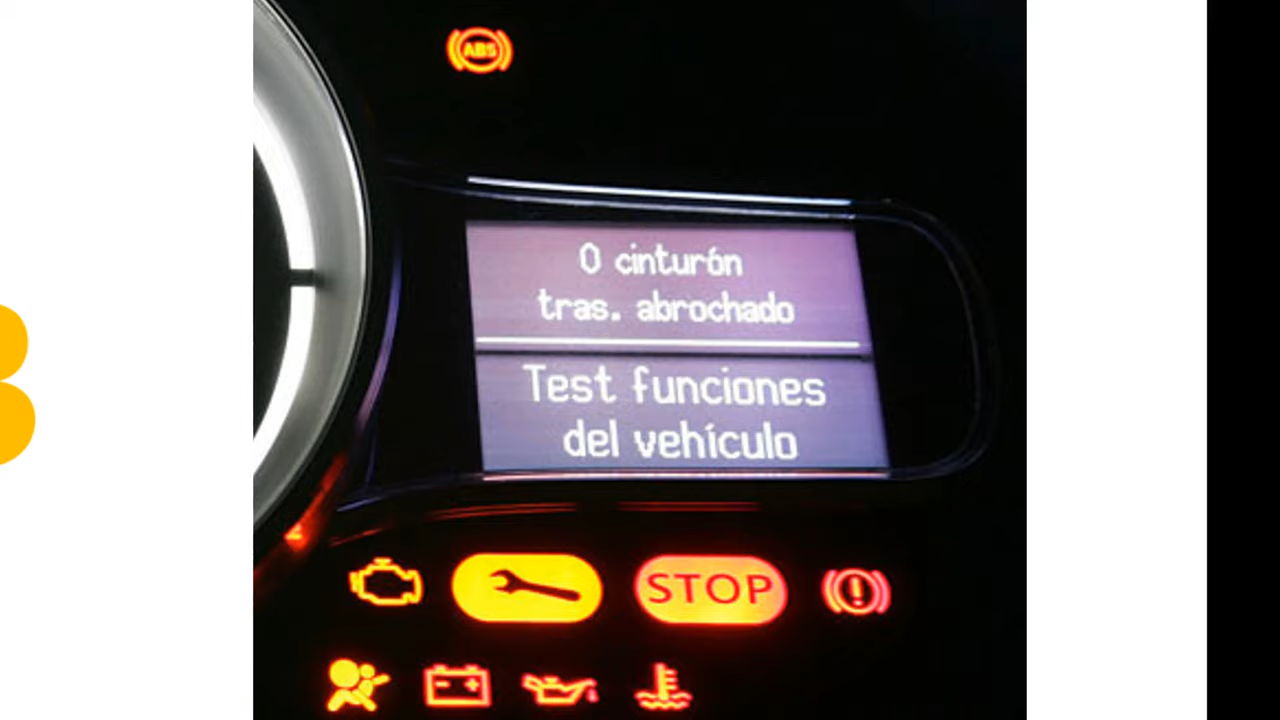 ABS
0 cinturón
tras. abrochado
Test funciones
del vehículo
STOP